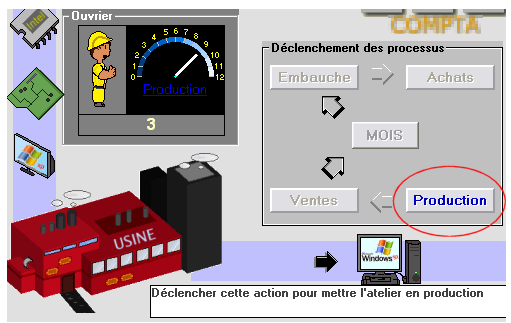 Ouvrier
Intel
COMPTA
Déclenchement des processus
0 1 2 3 4 5 6 7 8 9 10 11 12
Production
3
Embauche
Achats
MOIS
Ventes
Production
USINE
Windows xp
Déclencher cette action pour mettre l'atelier en production